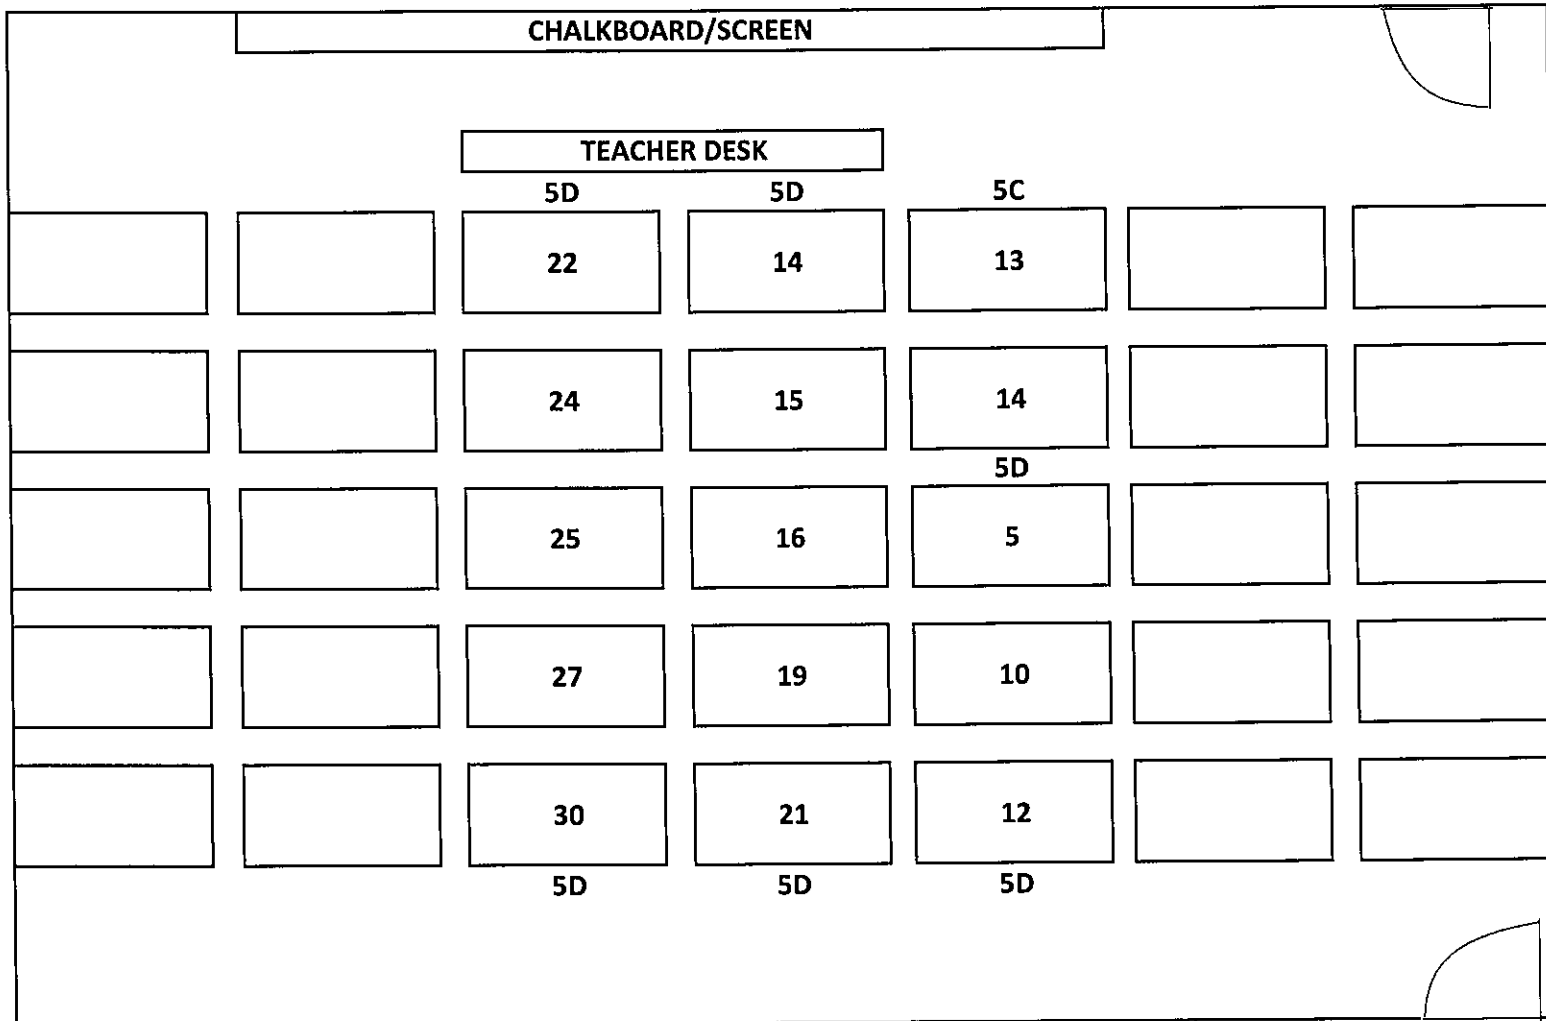 CHALKBOARD/SCREEN
TEACHER DESK
5D 5D 5C
22 14 13
24 15 14
5D
25 16 5
27 19 10
30 21 12
5D 5D 5D